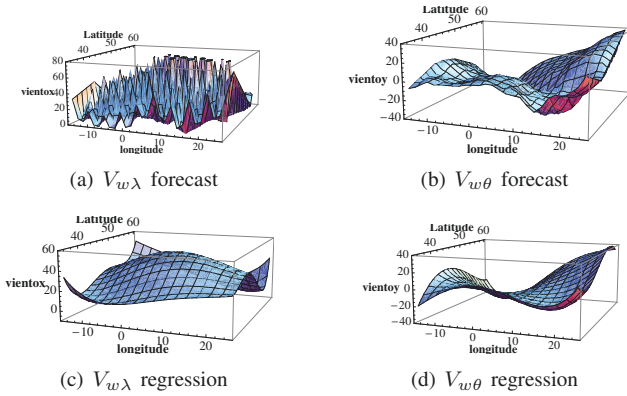 Latitude
40 50 60
80
60
vientox 40
20
0
−10 0 10 20
longitude
(a) Vwλ forecast
Latitude
40 50 60
40
20
vientoy 0
−20
−40
−10 0 10 20
longitude
(b) Vwθ forecast
Latitude
40 50 60
60
40
vientox 20
0
−10 0 10 20
longitude
(c) Vwλ regression
Latitude
40 50 60
40
20
vientoy 0
−20
−40
−10 0 10 20
longitude
(d) Vwθ regression